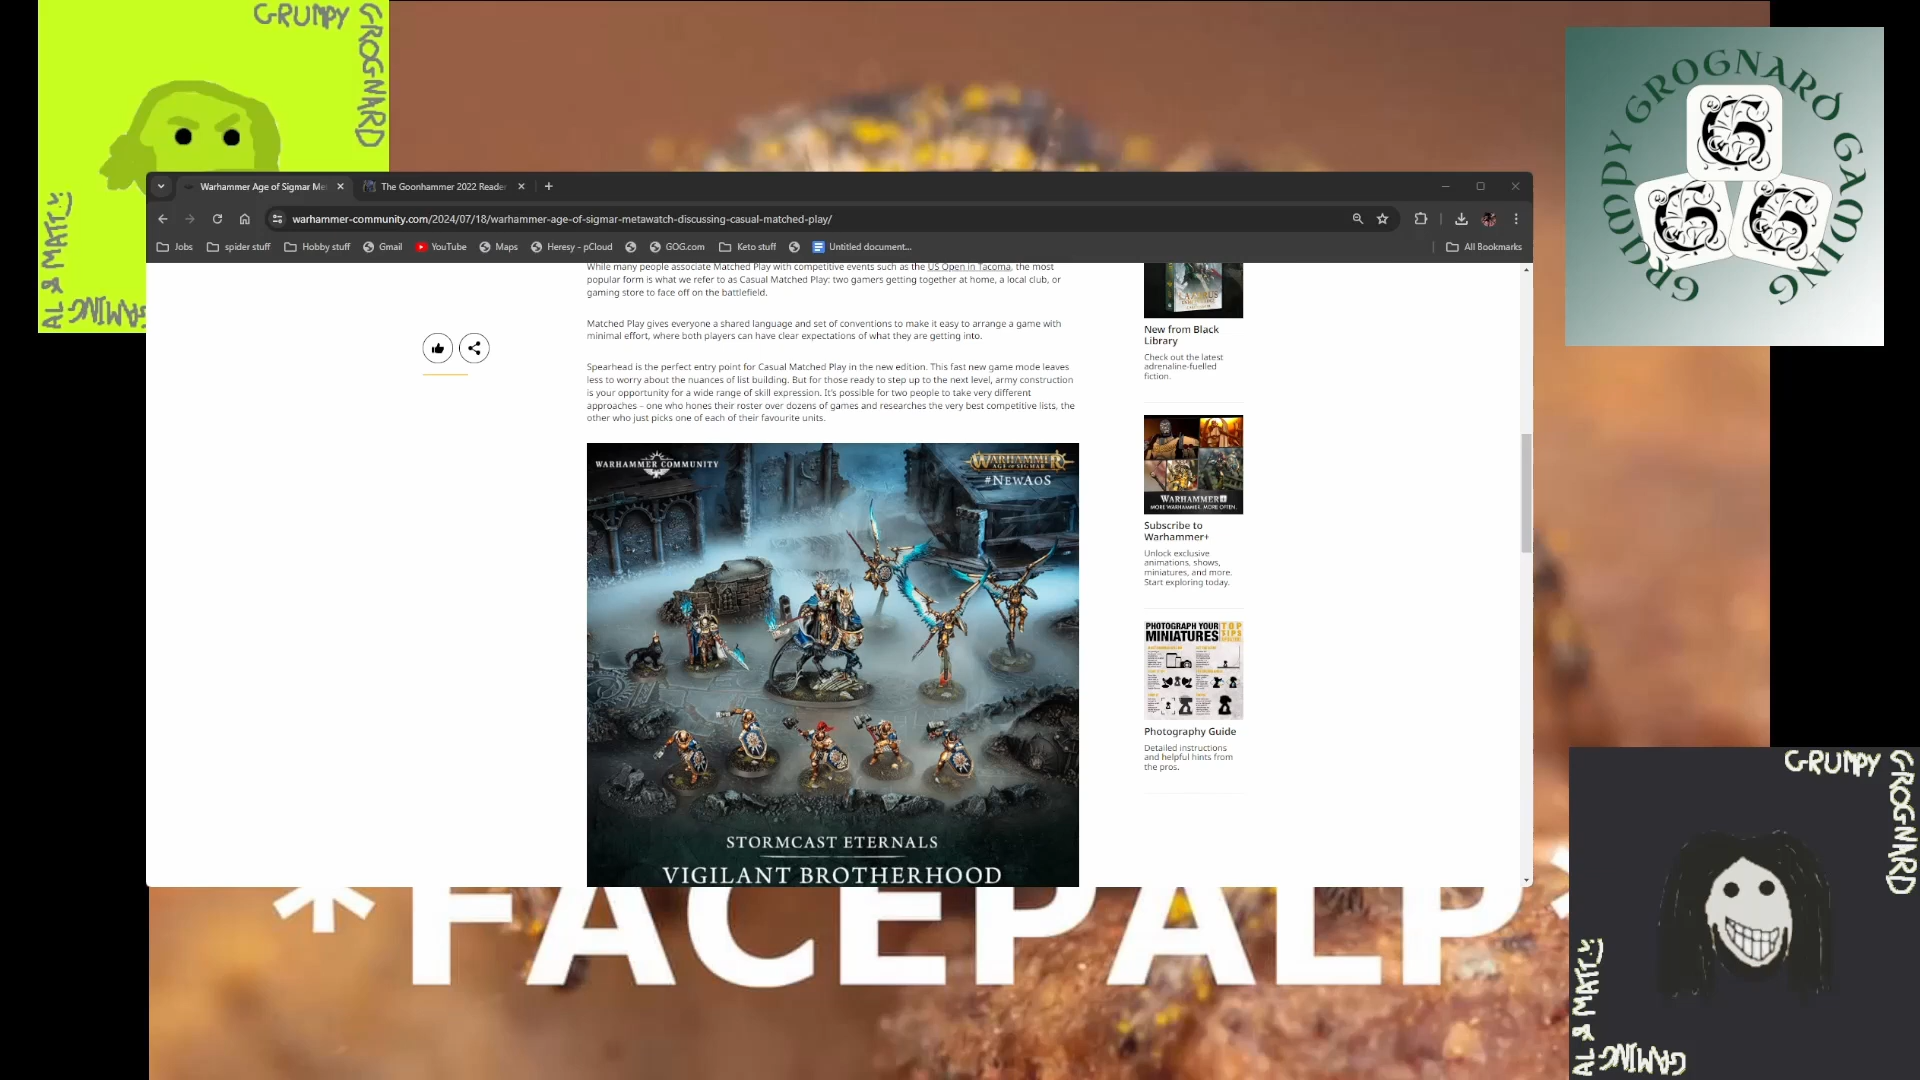 GRUMPY
GROGNARD
AL & MATT
GAMING
GRUMPY GROGNARD GAMING
G
G G
Warhammer Age of Sigmar Me
The Goonhammer 2022 Reader
warhammer-community.com/2024/07/18/warhammer-age-of-sigmar-metawatch-discussing-casual-matched-play/
Jobs
spider stuff
Hobby stuff
Gmail
YouTube
Maps
Heresy - pCloud
GOG.com
Keto stuff
Untitled document...
All Bookmarks
While many people associate Matched Play with competitive events such as the US Open in Tacoma, the most
popular form is what we refer to as Casual Matched Play: two gamers getting together at home, a local club, or
gaming store to face off on the battlefield.
Matched Play gives everyone a shared language and set of conventions to make it easy to arrange a game with
minimal effort, where both players can have clear expectations of what they are getting into.
Spearhead is the perfect entry point for Casual Matched Play in the new edition. This fast new game mode leaves
less to worry about the nuances of list building. But for those ready to step up to the next level, army construction
is your opportunity for a wide range of skill expression. It's possible for two people to take very different
approaches – one who hones their roster over dozens of games and researches the very best competitive lists, the
other who just picks one of each of their favourite units.
WARHAMMER COMMUNITY
WARHAMMER
AGE OF SIGMAR
#NEWAOS
STORMCAST ETERNALS
VIGILANT BROTHERHOOD
New from Black
Library
Check out the latest
adrenaline-fuelled
fiction.
WARHAMMER+
MORE WARHAMMER. MORE OFTEN.
Subscribe to
Warhammer+
Unlock exclusive
animations, shows,
miniatures, and more.
Start exploring today.
PHOTOGRAPH YOUR
MINIATURES
TOP
TIPS
Photography Guide
Detailed instructions
and helpful hints from
the pros.
*FACEPALP*
GRUMPY
GROGNARD
AL & MATT
GAMING